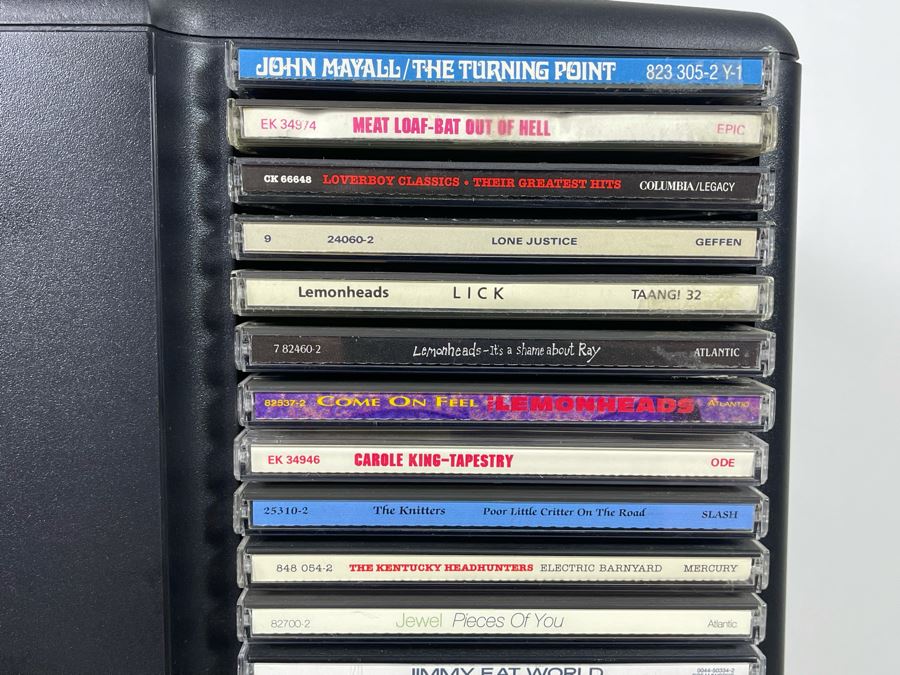 JOHN MAYALL/THE TURNING POINT 823 305-2 Y-1
EK 34974 MEAT LOAF-BAT OUT OF HELL EPIC
CK 66648 LOVERBOY CLASSICS • THEIR GREATEST HITS COLUMBIA/LEGACY
9 24060-2 LONE JUSTICE GEFFEN
Lemonheads LICK TAANG! 32
7 82460-2 Lemonheads-It's a shame about Ray ATLANTIC
82537-2 COME ON FEEL THE LEMONHEADS ATLANTIC
EK 34946 CAROLE KING-TAPESTRY ODE
25310-2 The Knitters Poor Little Critter On The Road SLASH
848 054-2 THE KENTUCKY HEADHUNTERS ELECTRIC BARNYARD MERCURY
82700-2 Jewel Pieces Of You Atlantic
JIMMY EAT WORLD 0044-50334-2